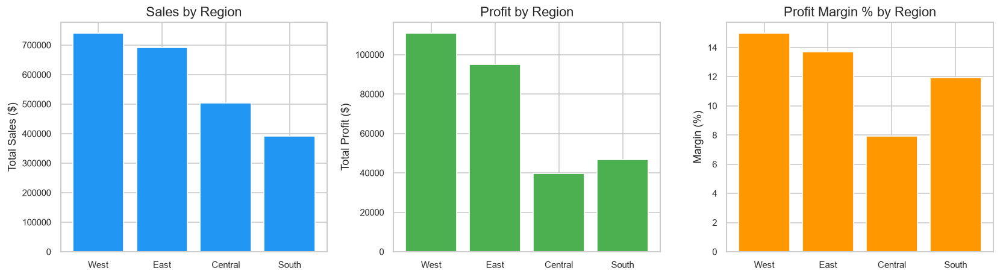 Sales by Region
Total Sales ($)
700000
600000
500000
400000
300000
200000
100000
0
West East Central South
Profit by Region
Total Profit ($)
100000
80000
60000
40000
20000
0
West East Central South
Profit Margin % by Region
Margin (%)
14
12
10
8
6
4
2
0
West East Central South